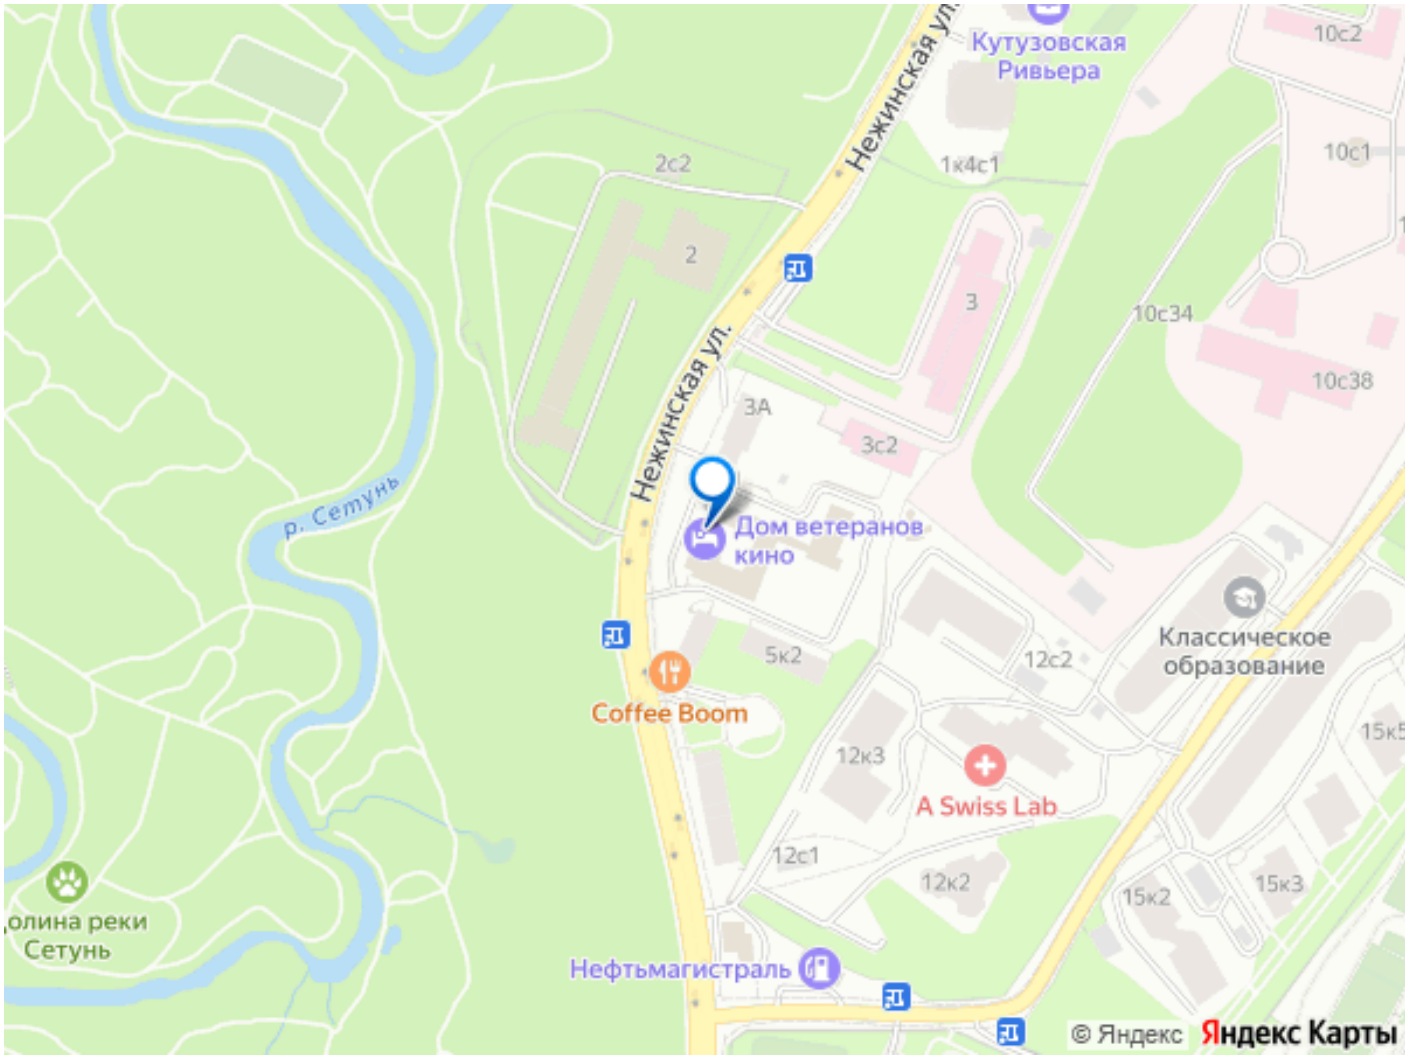 Нежинская ул.
Кутузовская
Ривьера
10с2
10с1
2с2
1к4с1
2
3
10с34
10с38
Нежинская ул.
3А
3с2
р. Сетунь
Дом ветеранов
кино
Классическое
образование
5к2
12с2
Coffee Boom
12к3
15к5
A Swiss Lab
12с1
12к2
15к2
15к3
олина реки
Сетунь
Нефтьмагистраль
© Яндекс Яндекс Карты